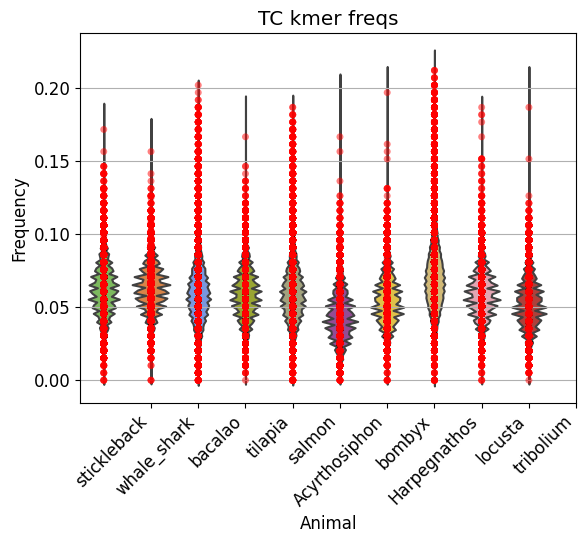 TC kmer freqs
Frequency
0.20
0.15
0.10
0.05
0.00
stickleback
whale_shark
bacalao
tilapia
salmon
Acyrthosiphon
bombyx
Harpegnathos
locusta
tribolium
Animal